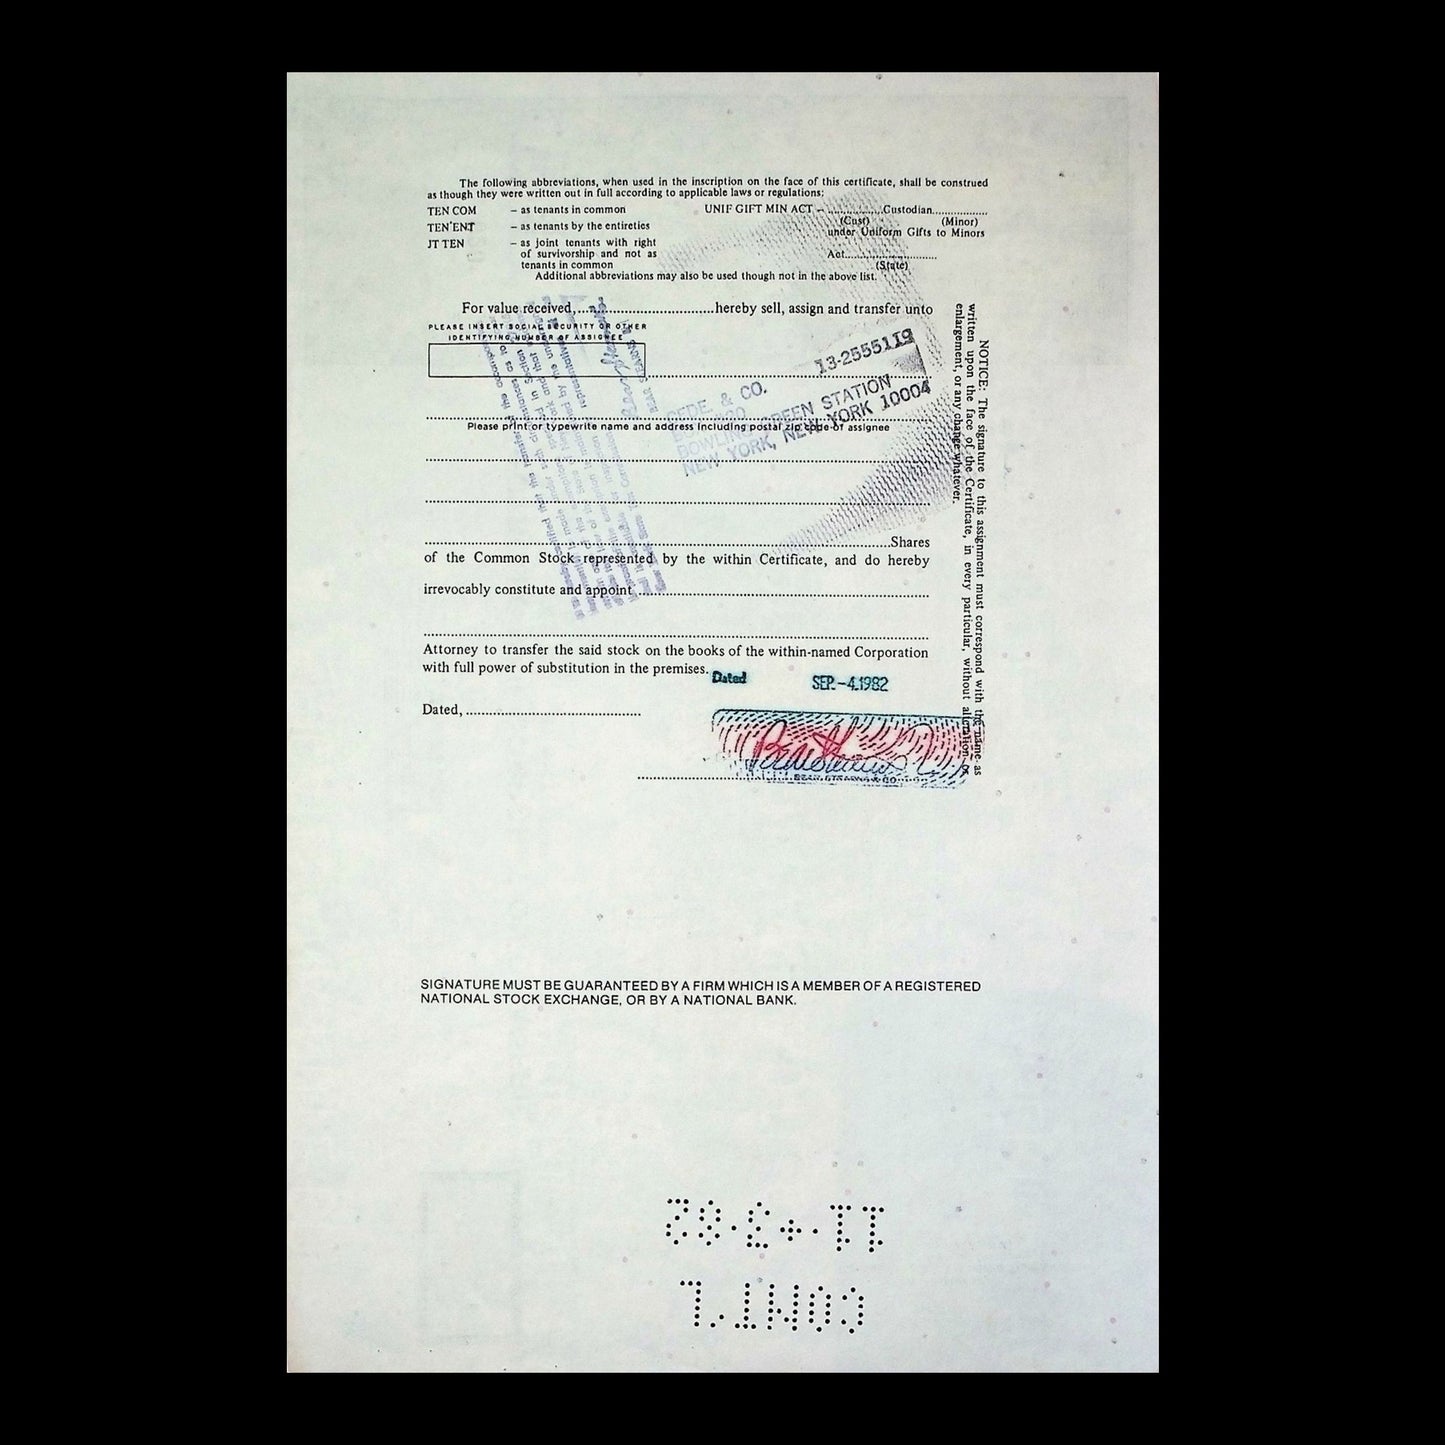 The following abbreviations, when used in the inscription on the face of this certificate, shall be construed
as though they were written out in full according to applicable laws or regulations:
TEN COM – as tenants in common
TEN ENT – as tenants by the entireties
JT TEN – as joint tenants with right
of survivorship and not as
tenants in common
UNIF GIFT MIN ACT – ................Custodian................
(Cust) (Minor)
under Uniform Gifts to Minors
Act..........................
(State)
Additional abbreviations may also be used though not in the above list.
For value received,................................hereby sell, assign and transfer unto
PLEASE INSERT SOCIAL SECURITY OR OTHER
IDENTIFYING NUMBER OF ASSIGNEE
13-2555119
CEDE & CO.
BOWLING GREEN STATION
NEW YORK, NEW YORK 10004
Please print or typewrite name and address including postal zip code of assignee
Shares
of the Common Stock represented by the within Certificate, and do hereby
irrevocably constitute and appoint
Attorney to transfer the said stock on the books of the within-named Corporation
with full power of substitution in the premises.
Dated SEP.-4.1982
Dated,
BEAR STEARNS & CO.
NOTICE: The signature to this assignment must correspond with the name as
written upon the face of the Certificate, in every particular, without alteration or
enlargement, or any change whatever.
SIGNATURE MUST BE GUARANTEED BY A FIRM WHICH IS A MEMBER OF A REGISTERED
NATIONAL STOCK EXCHANGE, OR BY A NATIONAL BANK.